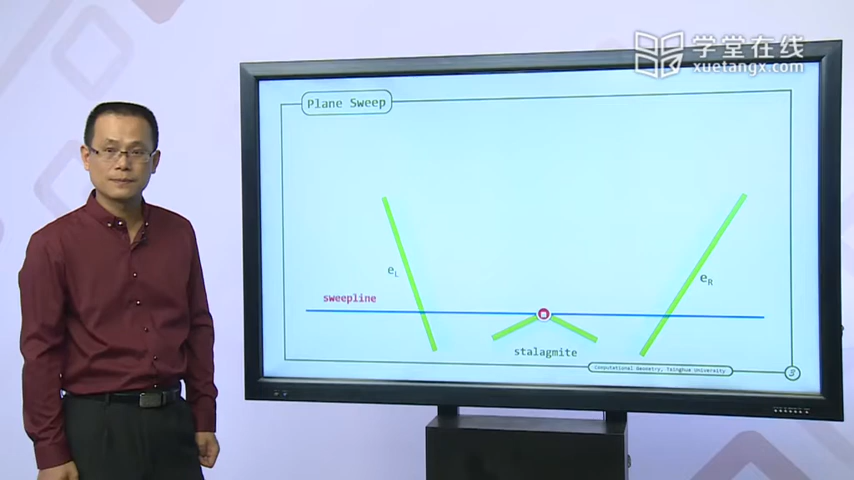 学堂在线
xuetangx.com
Plane Sweep
eL
eR
sweepline
stalagmite
Computational Geometry, Tsinghua University